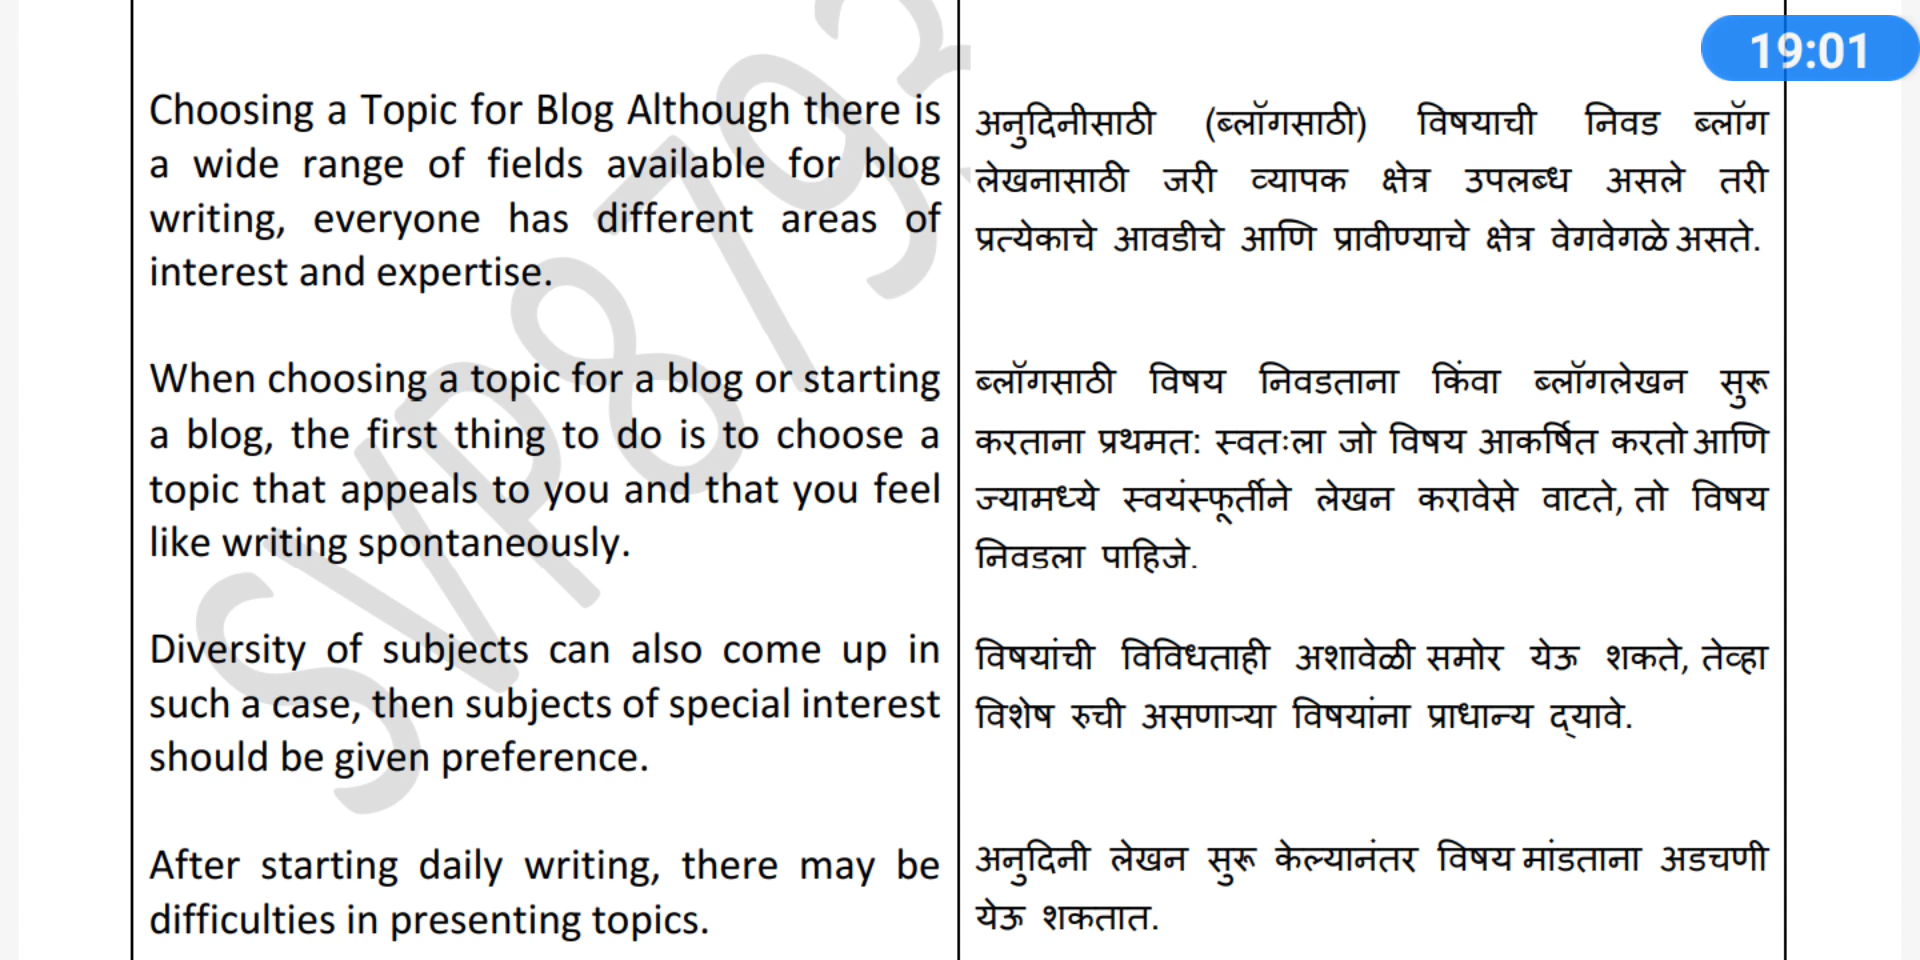 19:01
Choosing a Topic for Blog Although there is
a wide range of fields available for blog
writing, everyone has different areas of
interest and expertise.
When choosing a topic for a blog or starting
a blog, the first thing to do is to choose a
topic that appeals to you and that you feel
like writing spontaneously.
Diversity of subjects can also come up in
such a case, then subjects of special interest
should be given preference.
After starting daily writing, there may be
difficulties in presenting topics.
अनुदिनीसाठी (ब्लॉगसाठी) विषयाची निवड ब्लॉग
लेखनासाठी जरी व्यापक क्षेत्र उपलब्ध असले तरी
प्रत्येकाचे आवडीचे आणि प्रावीण्याचे क्षेत्र वेगवेगळे असते.
ब्लॉगसाठी विषय निवडताना किंवा ब्लॉगलेखन सुरू
करताना प्रथमत: स्वतःला जो विषय आकर्षित करतो आणि
ज्यामध्ये स्वयंस्फूर्तीने लेखन करावेसे वाटते, तो विषय
निवडला पाहिजे.
विषयांची विविधताही अशावेळी समोर येऊ शकते, तेव्हा
विशेष रुची असणाऱ्या विषयांना प्राधान्य द्‌यावे.
अनुदिनी लेखन सुरू केल्यानंतर विषय मांडताना अडचणी
येऊ शकतात.
SVP8793